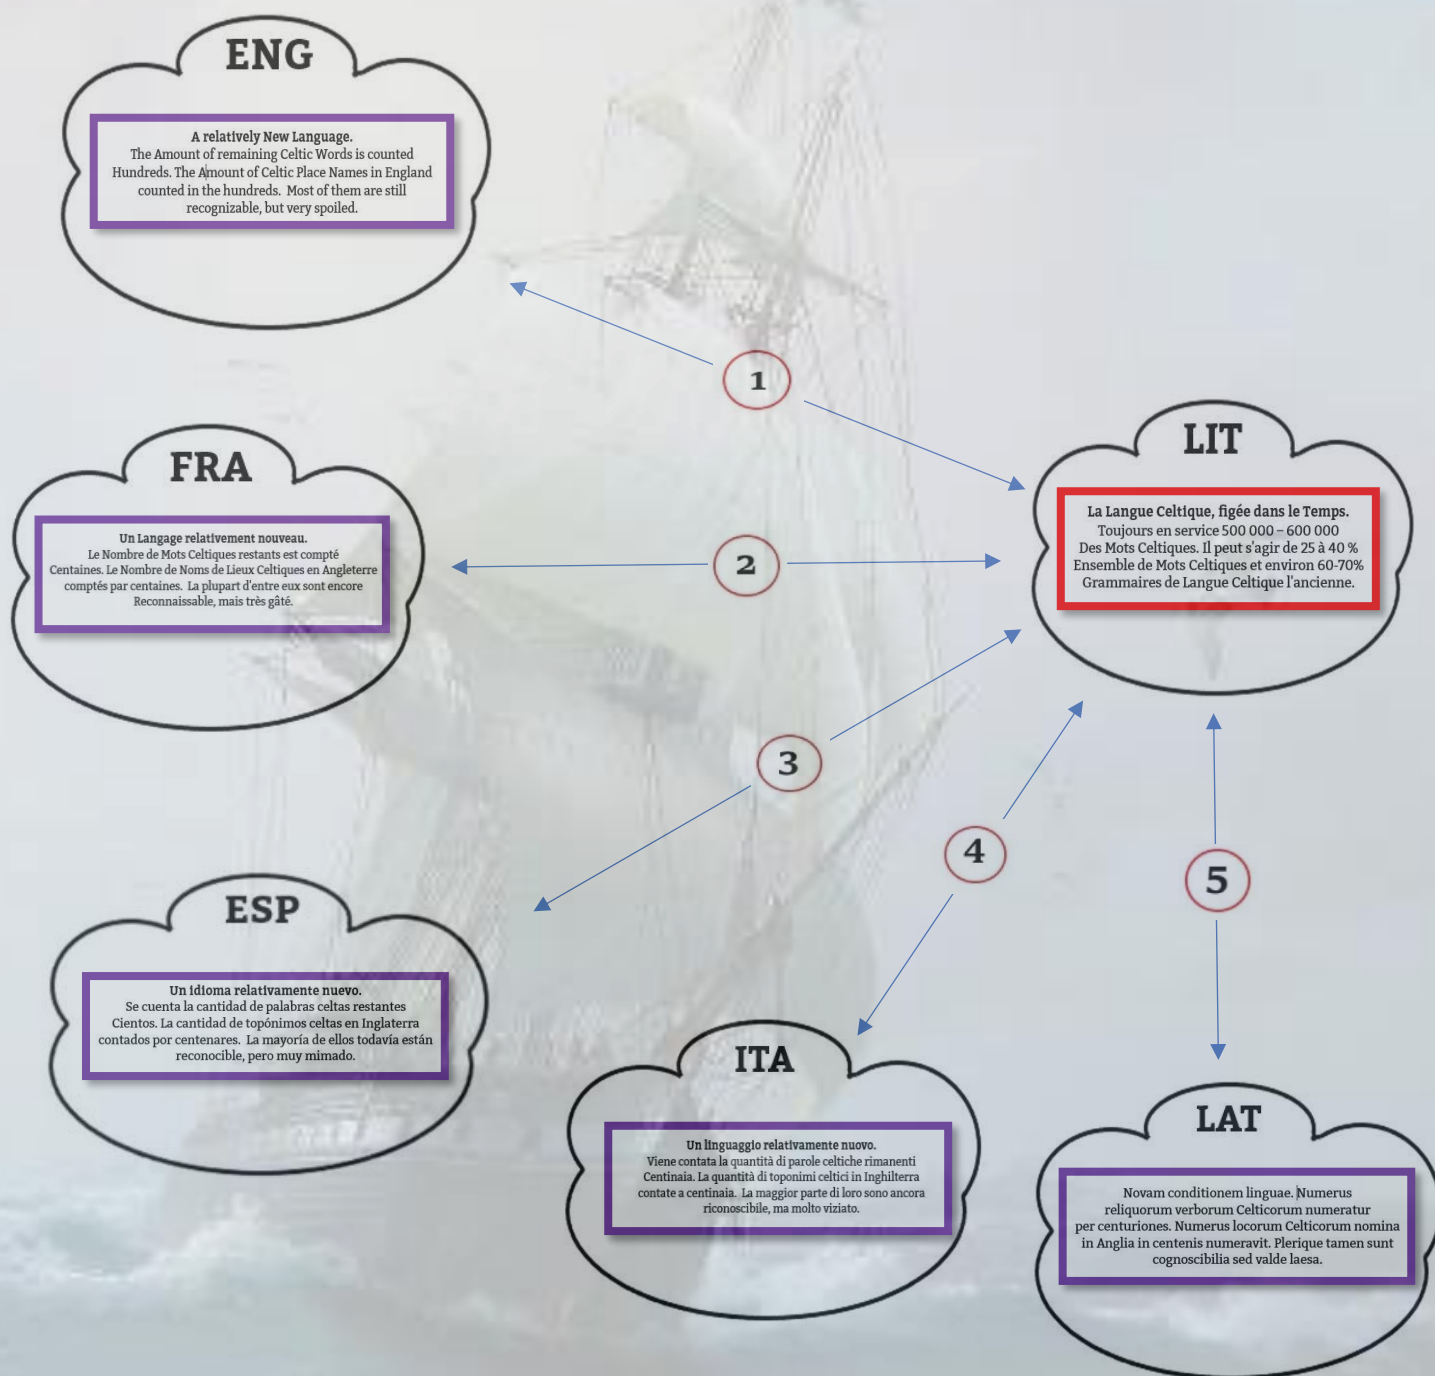 ENG
A relatively New Language.
The Amount of remaining Celtic Words is counted
Hundreds. The Amount of Celtic Place Names in England
counted in the hundreds. Most of them are still
recognizable, but very spoiled.
1
FRA
Un Langage relativement nouveau.
Le Nombre de Mots Celtiques restants est compté
Centaines. Le Nombre de Noms de Lieux Celtiques en Angleterre
comptés par centaines. La plupart d'entre eux sont encore
Reconnaissable, mais très gâté.
2
LIT
La Langue Celtique, figée dans le Temps.
Toujours en service 500 000 – 600 000
Des Mots Celtiques. Il peut s'agir de 25 à 40 %
Ensemble de Mots Celtiques et environ 60-70%
Grammaires de Langue Celtique l'ancienne.
3
4
5
ESP
Un idioma relativamente nuevo.
Se cuenta la cantidad de palabras celtas restantes
Cientos. La cantidad de topónimos celtas en Inglaterra
contados por centenares. La mayoría de ellos todavía están
reconocible, pero muy mimado.
ITA
Un linguaggio relativamente nuovo.
Viene contata la quantità di parole celtiche rimanenti
Centinaia. La quantità di toponimi celtici in Inghilterra
contate a centinaia. La maggior parte di loro sono ancora
riconoscibile, ma molto viziato.
LAT
Novam conditionem linguae. Numerus
reliquorum verborum Celticorum numeratur
per centuriones. Numerus locorum Celticorum nomina
in Anglia in centenis numeravit. Plerique tamen sunt
cognoscibilia sed valde laesa.